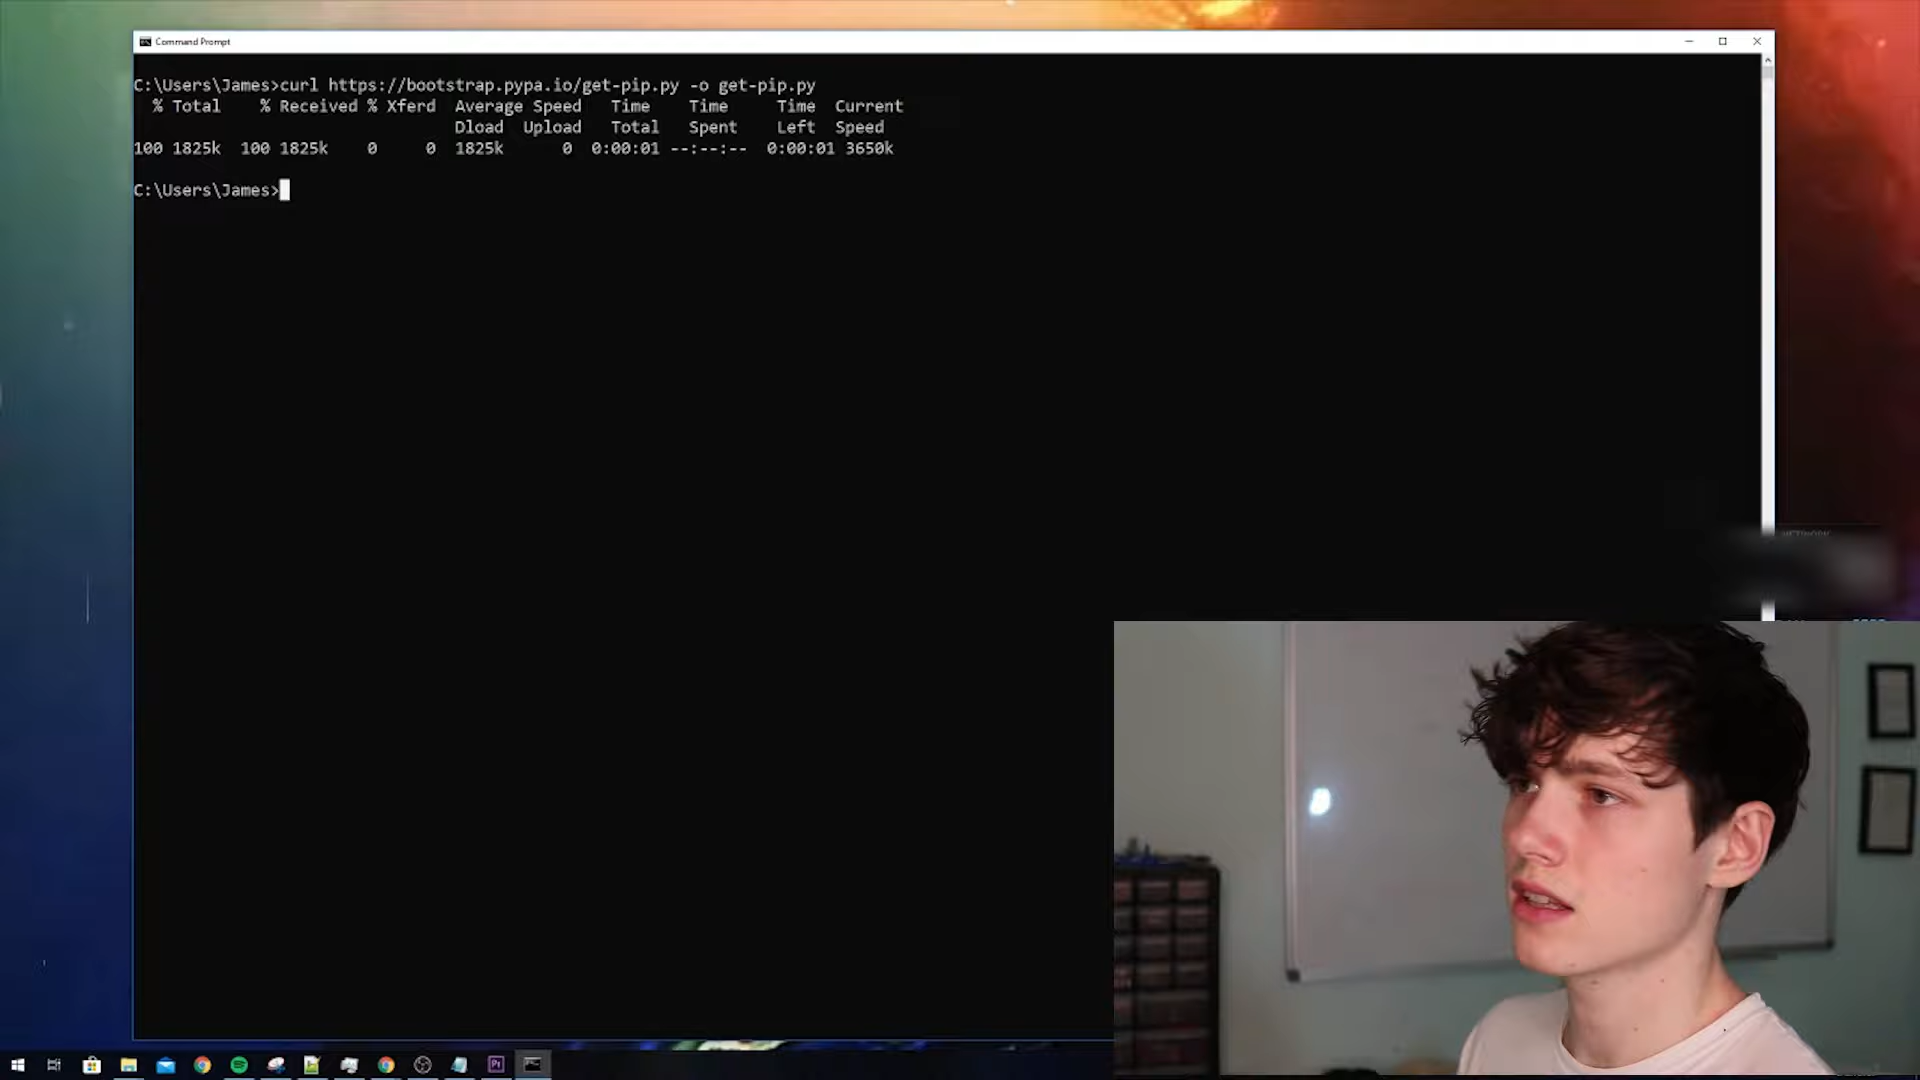 Command Prompt
C:\Users\James>curl https://bootstrap.pypa.io/get-pip.py -o get-pip.py
% Total % Received % Xferd Average Speed Time Time Time Current
Dload Upload Total Spent Left Speed
100 1825k 100 1825k 0 0 1825k 0 0:00:01 --:--:-- 0:00:01 3650k
C:\Users\James>
NETWORK
Pr